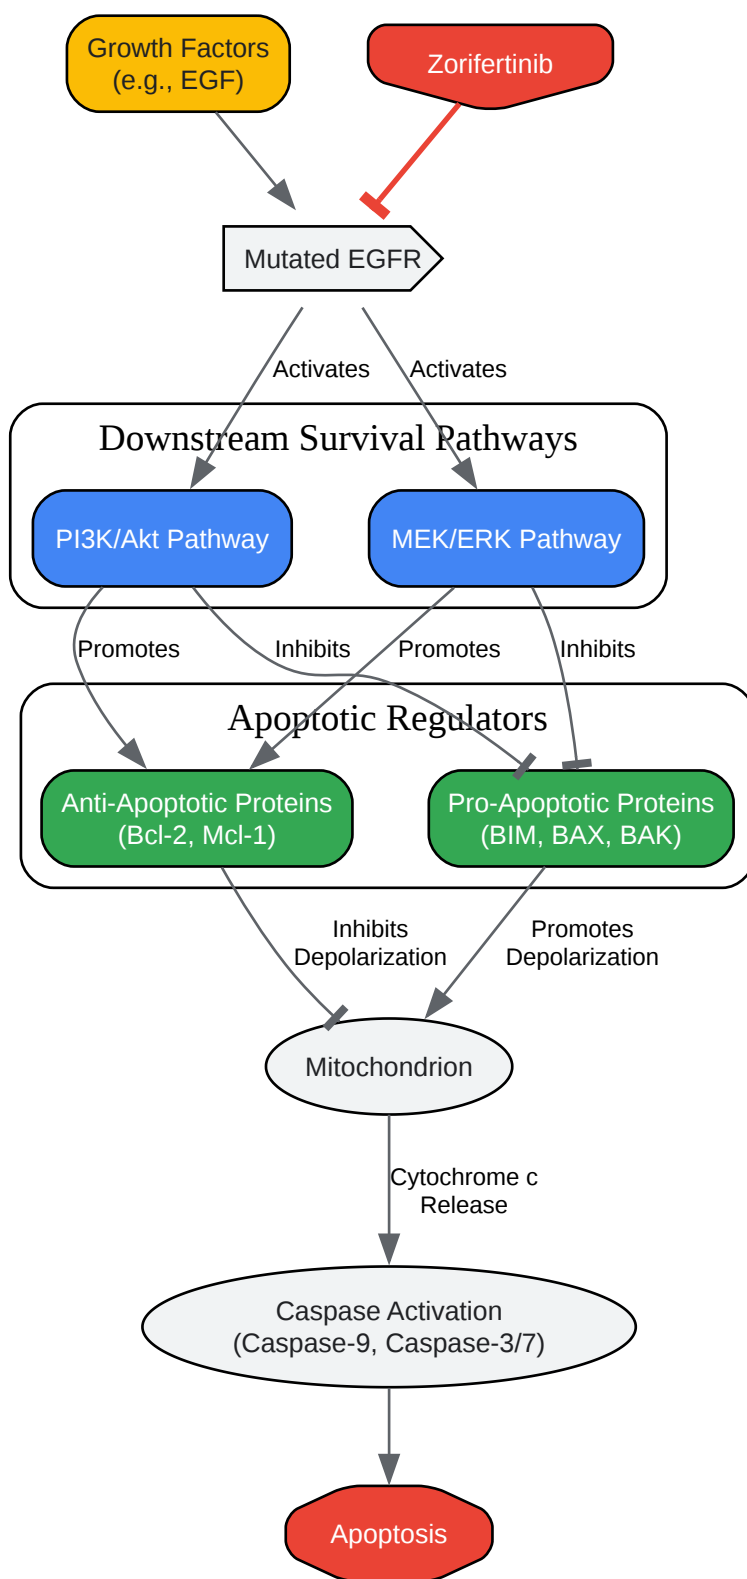 Growth Factors
(e.g., EGF)
Zorifertinib
Mutated EGFR
Activates
Activates
Downstream Survival Pathways
PI3K/Akt Pathway
MEK/ERK Pathway
Promotes
Inhibits
Promotes
Inhibits
Apoptotic Regulators
Anti-Apoptotic Proteins
(Bcl-2, Mcl-1)
Pro-Apoptotic Proteins
(BIM, BAX, BAK)
Inhibits
Depolarization
Promotes
Depolarization
Mitochondrion
Cytochrome c
Release
Caspase Activation
(Caspase-9, Caspase-3/7)
Apoptosis